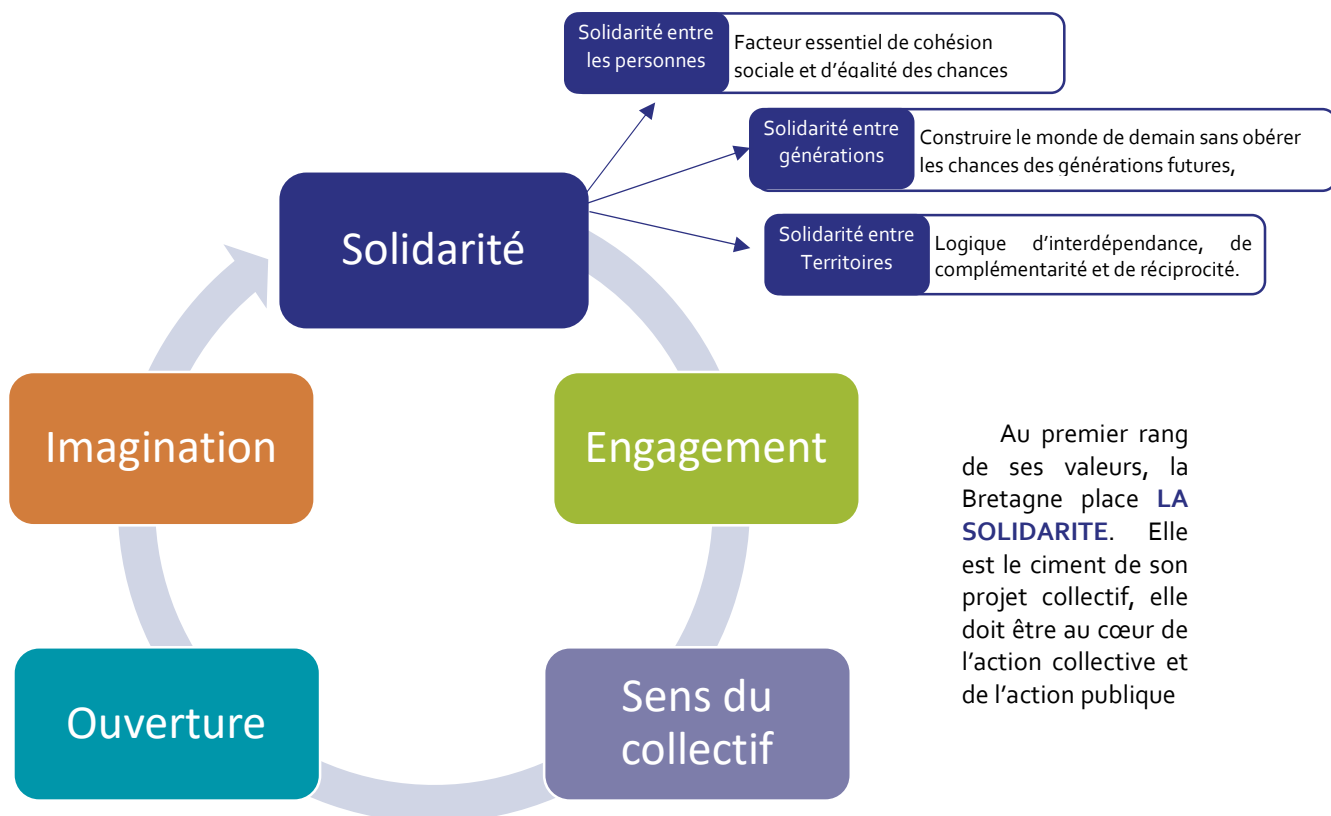 Solidarité entre
les personnes
Facteur essentiel de cohésion
sociale et d'égalité des chances
Solidarité entre
générations
Construire le monde de demain sans obérer
les chances des générations futures,
Solidarité entre
Territoires
Logique d'interdépendance, de
complémentarité et de réciprocité.
Solidarité
Engagement
Sens du
collectif
Ouverture
Imagination
Au premier rang
de ses valeurs, la
Bretagne place LA
SOLIDARITE. Elle
est le ciment de son
projet collectif, elle
doit être au cœur de
l'action collective et
de l'action publique